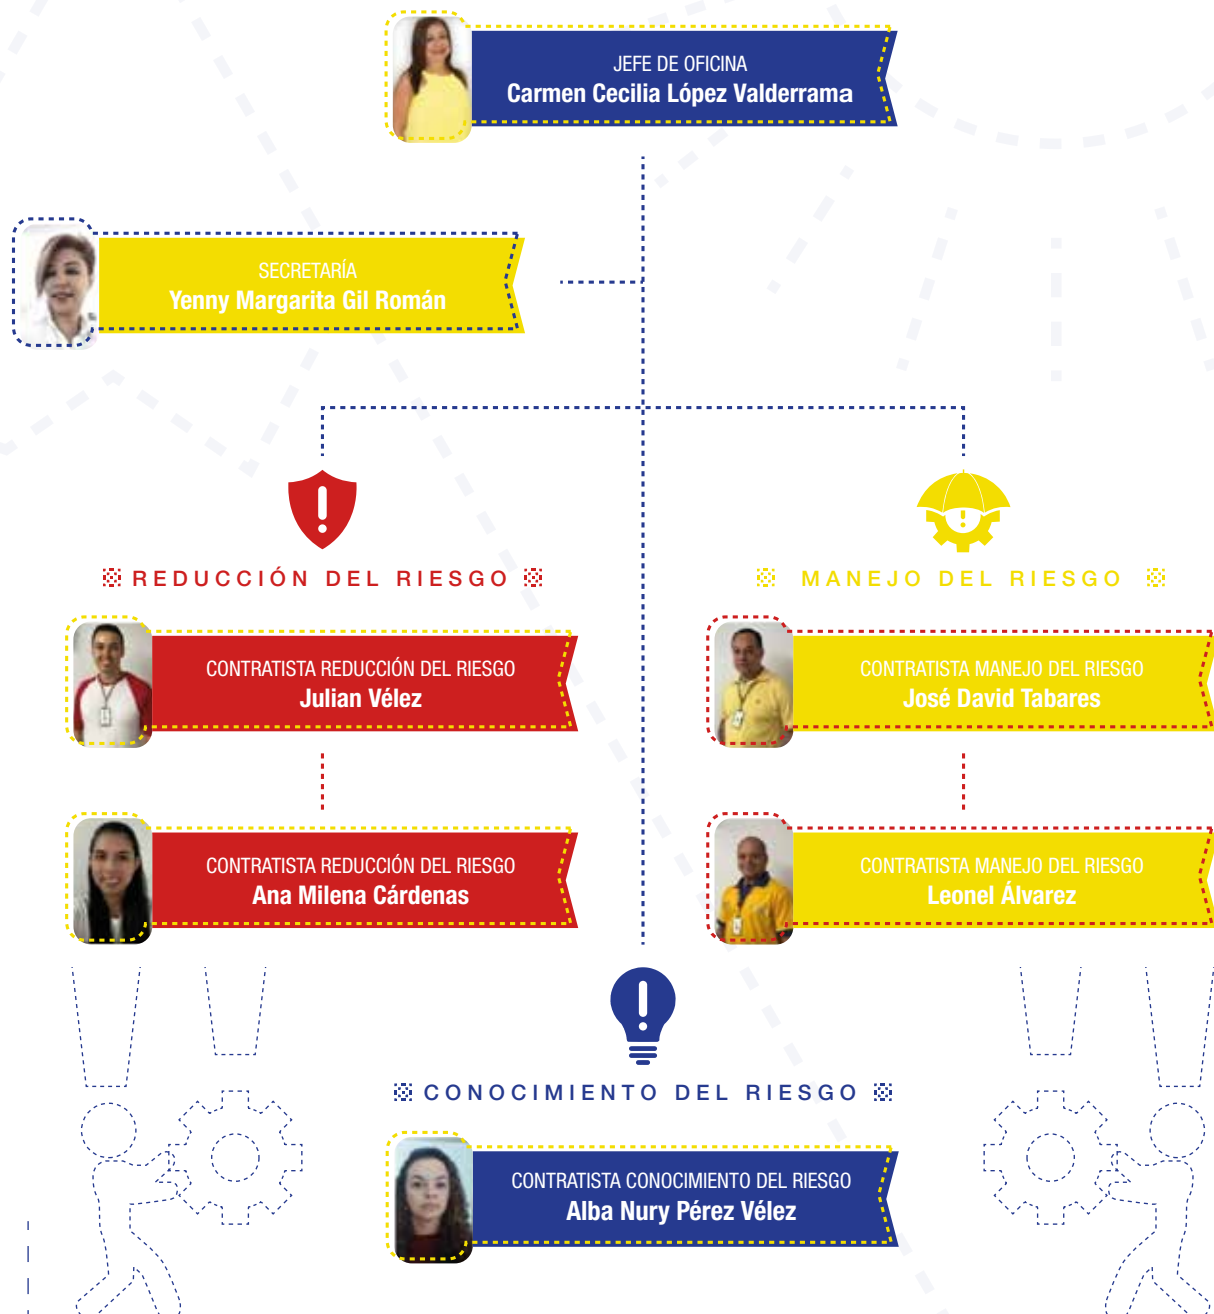 JEFE DE OFICINA
Carmen Cecilia López Valderrama
SECRETARÍA
Yenny Margarita Gil Román
REDUCCIÓN DEL RIESGO
CONTRATISTA REDUCCIÓN DEL RIESGO
Julian Vélez
CONTRATISTA REDUCCIÓN DEL RIESGO
Ana Milena Cárdenas
MANEJO DEL RIESGO
CONTRATISTA MANEJO DEL RIESGO
José David Tabares
CONTRATISTA MANEJO DEL RIESGO
Leonel Álvarez
CONOCIMIENTO DEL RIESGO
CONTRATISTA CONOCIMIENTO DEL RIESGO
Alba Nury Pérez Vélez